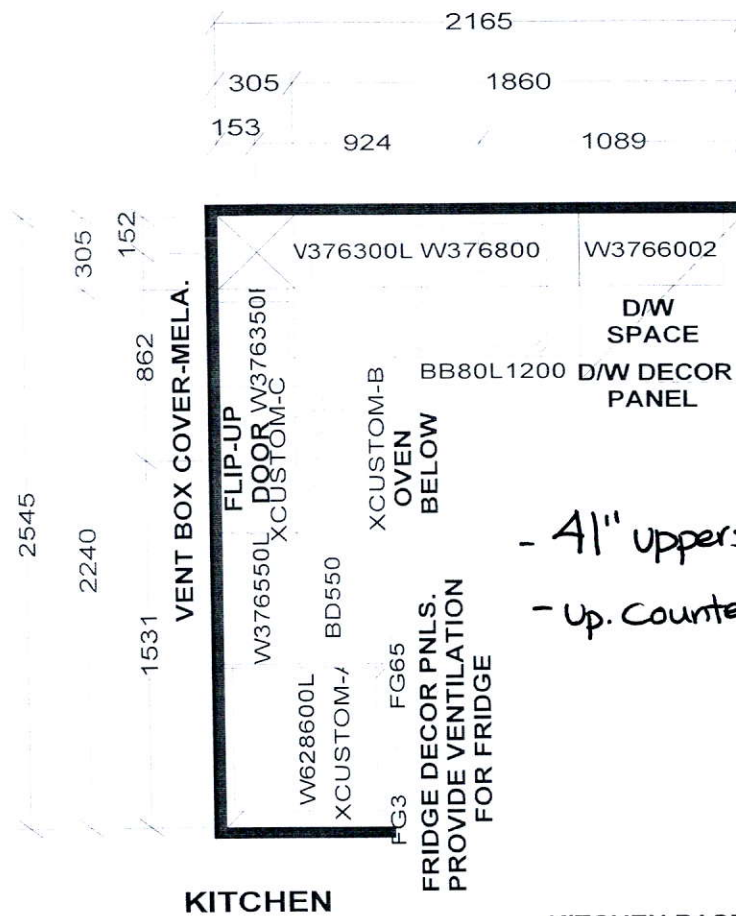 2165
305 1860
153 924 1089
152
305
862
2545
2240
1531
VENT BOX COVER-MELA.
W376300L W376800 W3766002
D/W
SPACE
BB80L1200 D/W DECOR
PANEL
FLIP-UP
DOOR
W376350
XCUSTOM-C
XCUSTOM-B
OVEN
BELOW
W376550L
BD550
- 41" uppers
- up. counte
W628600L
XCUSTOM-A
FG65
FG3
FRIDGE DECOR PNLS.
PROVIDE VENTILATION
FOR FRIDGE
KITCHEN